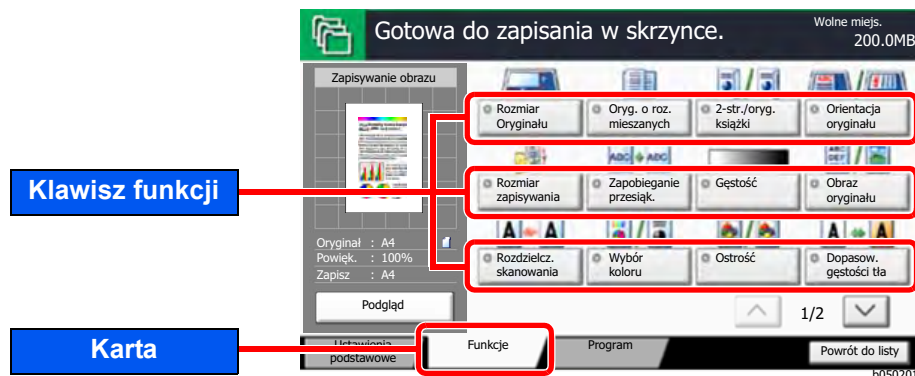 Gotowa do zapisania w skrzynce.
Wolne miejs.
200.0MB
Zapisywanie obrazu
Rozmiar
Oryginału
Oryg. o roz.
mieszanych
2-str./oryg.
książki
Orientacja
oryginału
Klawisz funkcji
Rozmiar
zapisywania
Zapobieganie
przesiąk.
Gęstość
Obraz
oryginału
Oryginał : A4
Powięk. : 100%
Zapisz : A4
Rozdzielcz.
skanowania
Wybór
koloru
Ostrość
Dopasow.
gęstości tła
Podgląd
1/2
Karta
Ustawienia
podstawowe
Funkcje
Program
Powrót do listy
b050201